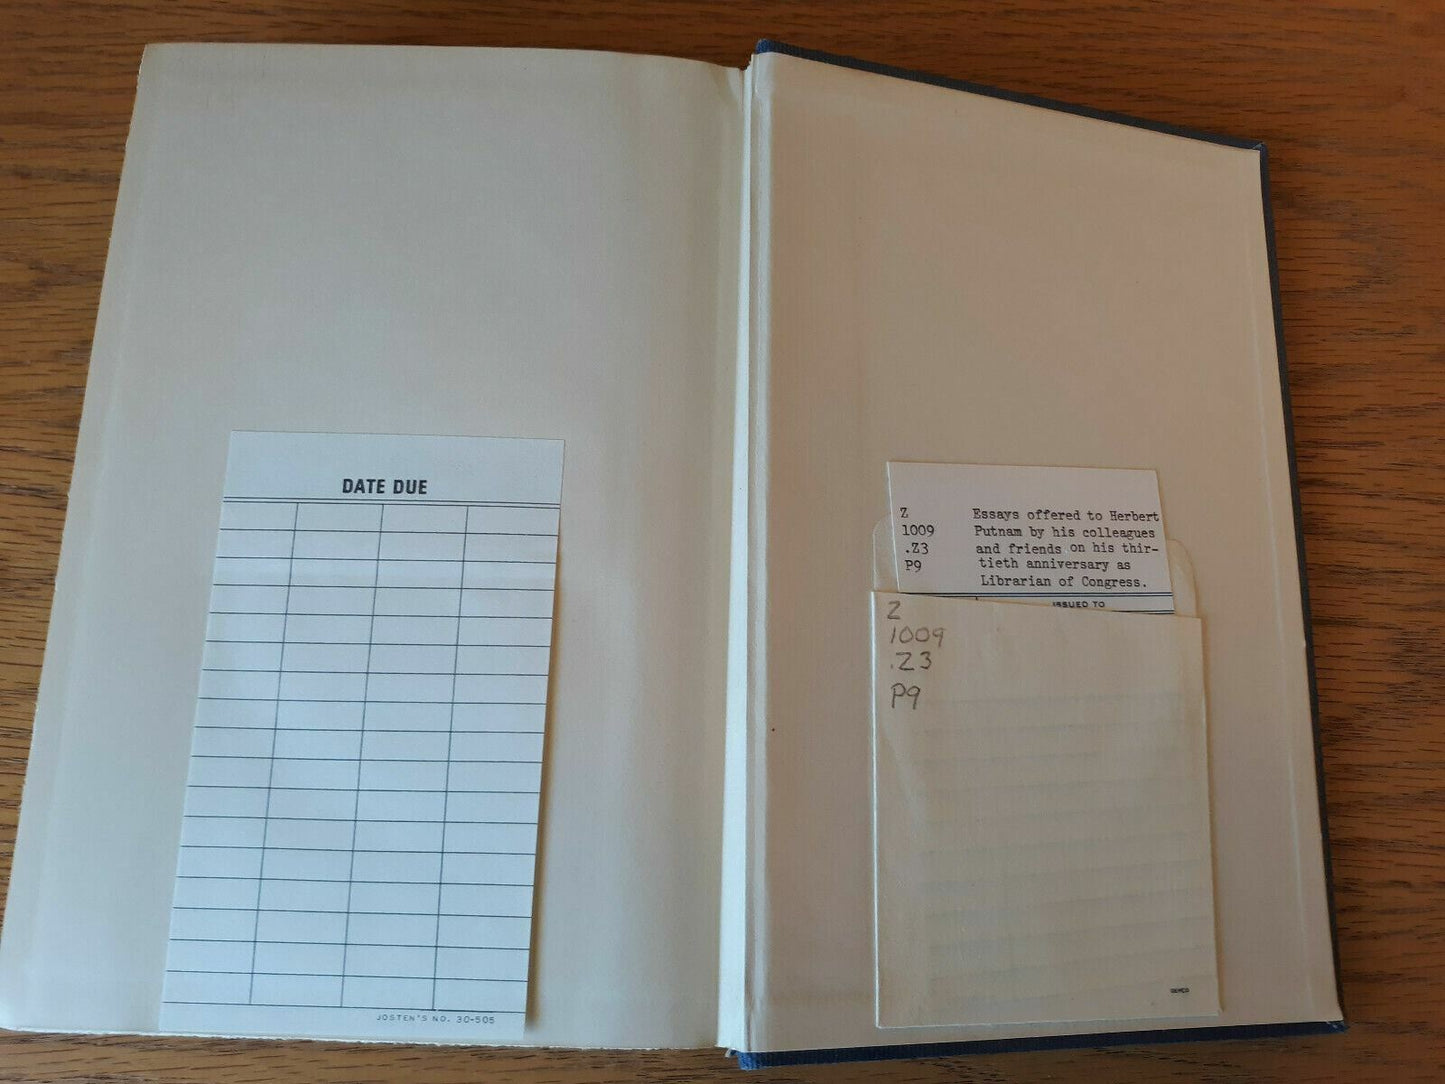 DATE DUE
JOSTEN'S NO. 30-505
Z Essays offered to Herbert
1009 Putnam by his colleagues
.Z3 and friends on his thir-
P9 tieth anniversary as
Librarian of Congress.
ISSUED TO
Z
1009
.Z3
P9